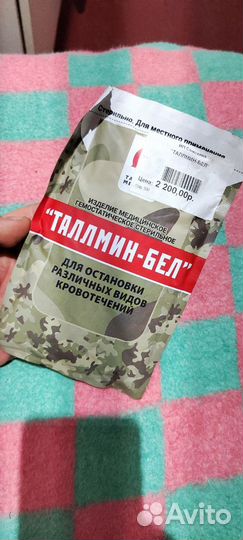 Стерильно. Для местного применения
"ТАЛЛМИН-БЕЛ"
Цена:
2 200,00р.
ИЗДЕЛИЕ МЕДИЦИНСКОЕ
ГЕМОСТАТИЧЕСКОЕ СТЕРИЛЬНОЕ
"ТАЛЛМИН-БЕЛ"
ДЛЯ ОСТАНОВКИ
РАЗЛИЧНЫХ ВИДОВ
КРОВОТЕЧЕНИЙ
Avito